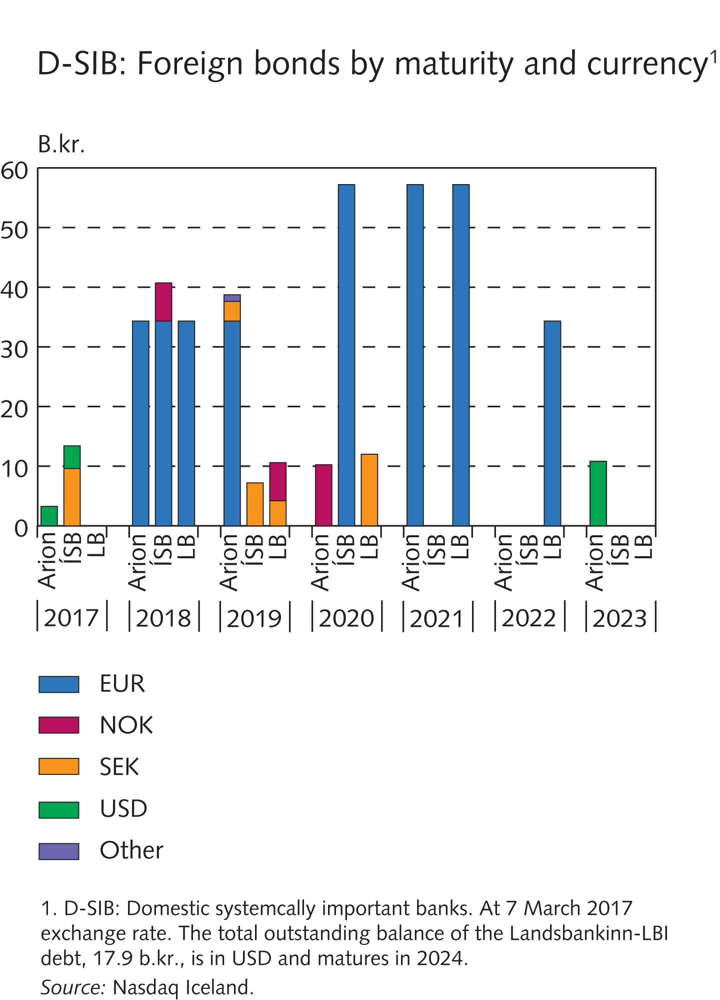 D-SIB: Foreign bonds by maturity and currency¹
B.kr.
60
50
40
30
20
10
0
Arion ÍSB LB Arion ÍSB LB Arion ÍSB LB Arion ÍSB LB Arion ÍSB LB Arion ÍSB LB Arion ÍSB LB
2017 2018 2019 2020 2021 2022 2023
EUR
NOK
SEK
USD
Other
1. D-SIB: Domestic systemcally important banks. At 7 March 2017
exchange rate. The total outstanding balance of the Landsbankinn-LBI
debt, 17.9 b.kr., is in USD and matures in 2024.
Source: Nasdaq Iceland.